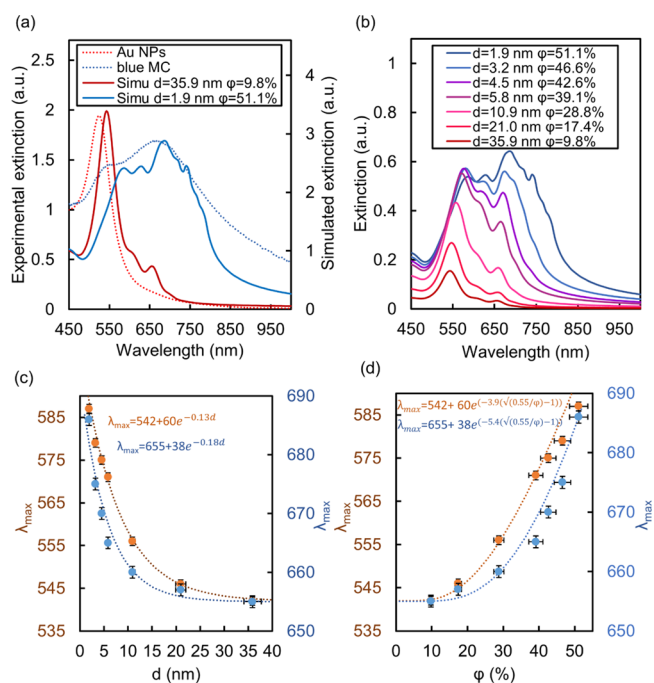 (a)
Au NPs
blue MC
Simu d=35.9 nm φ=9.8%
Simu d=1.9 nm φ=51.1%
Experimental extinction (a.u.)
2.5
2
1.5
1
0.5
0
Simulated extinction (a.u.)
4
3
2
1
0
450 550 650 750 850 950
Wavelength (nm)
(b)
d=1.9 nm φ=51.1%
d=3.2 nm φ=46.6%
d=4.5 nm φ=42.6%
d=5.8 nm φ=39.1%
d=10.9 nm φ=28.8%
d=21.0 nm φ=17.4%
d=35.9 nm φ=9.8%
Extinction (a.u.)
1
0.8
0.6
0.4
0.2
0
450 550 650 750 850 950
Wavelength (nm)
(c)
λmax=542+60e^−0.13d
λmax=655+38e^−0.18d
λmax
585
575
565
555
545
535
λmax
690
680
670
660
650
0 5 10 15 20 25 30 35 40
d (nm)
(d)
λmax=542+ 60e^(−3.9(√(0.55/φ)−1))
λmax=655+ 38e^(−5.4(√(0.55/φ)−1))
λmax
585
575
565
555
545
535
λmax
690
680
670
660
650
0 10 20 30 40 50
φ (%)